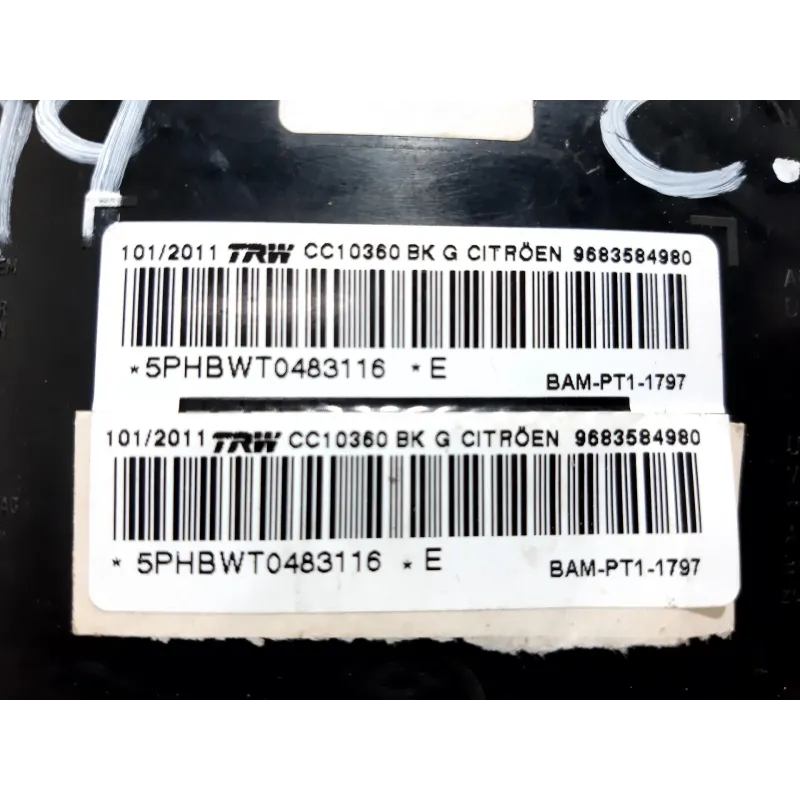 19 C.
101/2011 TRW CC10360 BK G CITRÖEN 9683584980
*5PHBWT0483116 *E
BAM-PT1-1797
101/2011 TRW CC10360 BK G CITRÖEN 9683584980
* 5PHBWT0483116 * E
BAM-PT1-1797